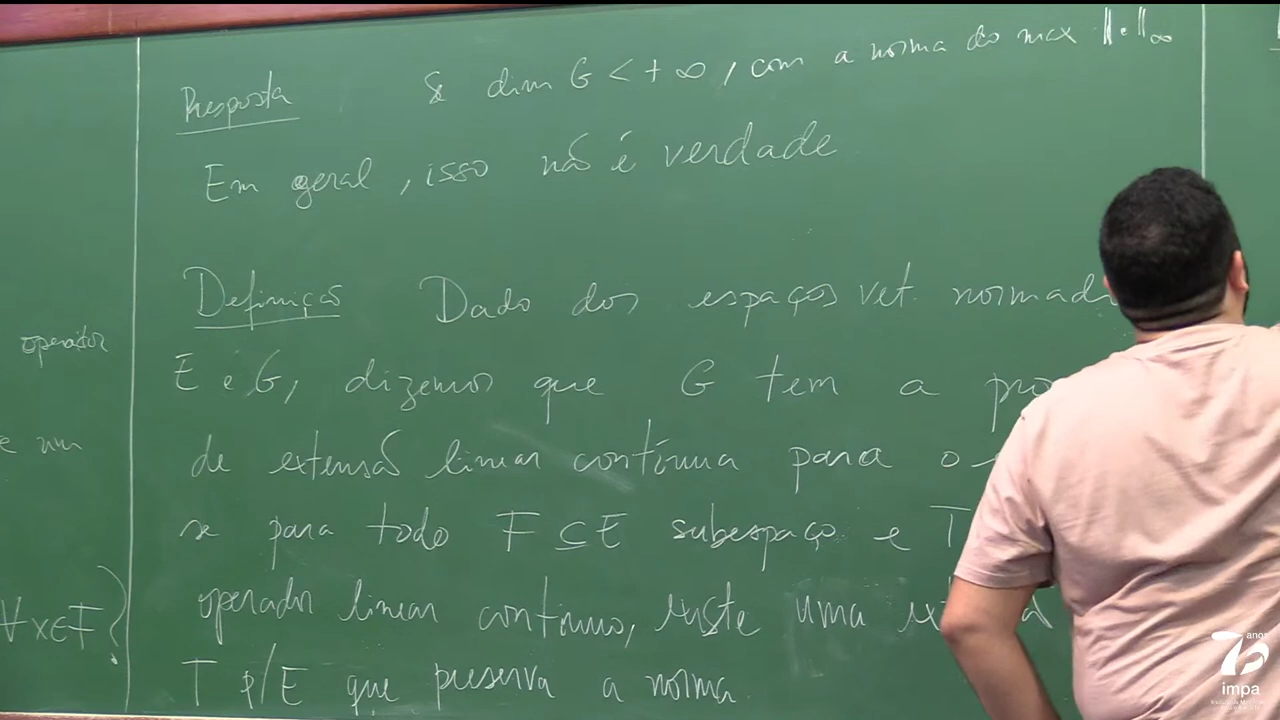 Resposta Se dim G < + ∞, com a norma do max ‖•‖∞
Em geral, isso não é verdade
Definição Dado dois espaços vet. normad
E e G, dizemos que G tem a pro
de extensão linear contínua para o
se para todo F ⊆ E subespaço e T
operador linear contínuo, existe uma
T p/ E que preserva a norma.
operador
e um
∀x∈F}
anos
impa